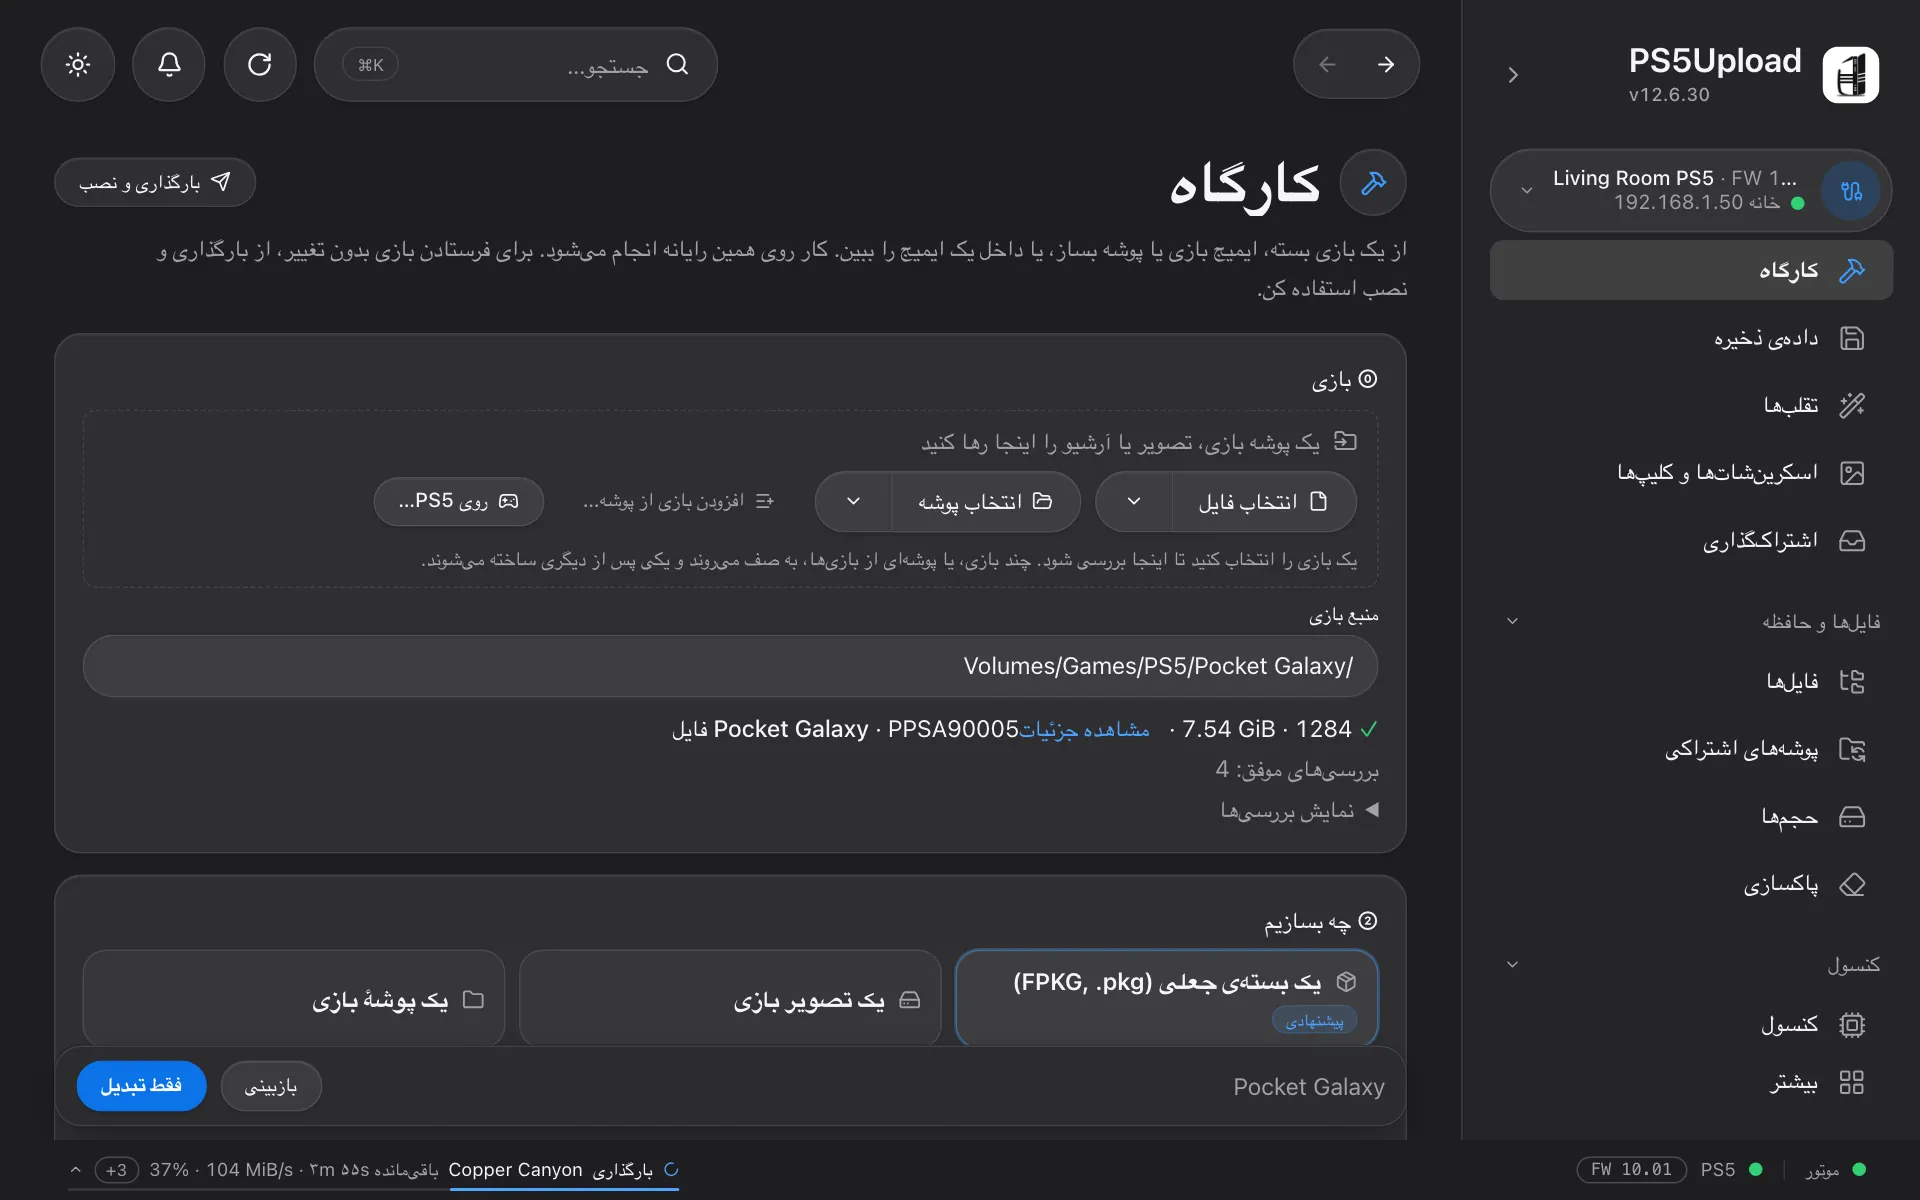 PS5Upload
v12.6.30
Living Room PS5 · FW 1...
خانه 192.168.1.50
کارگاه
داده‌ی ذخیره
تقلب‌ها
اسکرین‌شات‌ها و کلیپ‌ها
اشتراک‌گذاری
فایل‌ها و حافظه
فایل‌ها
پوشه‌های اشتراکی
حجم‌ها
پاکسازی
کنسول
کنسول
بیشتر
جستجو...
⌘K
کارگاه
بارگذاری و نصب
از یک بازی بسته، ایمیج بازی یا پوشه بساز، یا داخل یک ایمیج را ببین. کار روی همین رایانه انجام می‌شود. برای فرستادن بازی بدون تغییر، از بارگذاری و
نصب استفاده کن.
⓪ بازی
یک پوشه بازی، تصویر یا آرشیو را اینجا رها کنید
انتخاب فایل
انتخاب پوشه
افزودن بازی از پوشه...
روی PS5...
یک بازی را انتخاب کنید تا اینجا بررسی شود. چند بازی، یا پوشه‌ای از بازی‌ها، به صف می‌روند و یکی پس از دیگری ساخته می‌شوند.
منبع بازی
Volumes/Games/PS5/Pocket Galaxy/
✓ 1284 · 7.54 GiB · مشاهده جزئیات PPSA90005 · Pocket Galaxy فایل
بررسی‌های موفق: 4
نمایش بررسی‌ها
② چه بسازیم
یک بسته‌ی جعلی (FPKG, .pkg)
پیشنهادی
یک تصویر بازی
یک پوشهٔ بازی
Pocket Galaxy
بازبینی
فقط تبدیل
موتور
PS5
FW 10.01
بارگذاری Copper Canyon باقی‌مانده ۳m ۵۵s · 104 MiB/s · 37%
+3